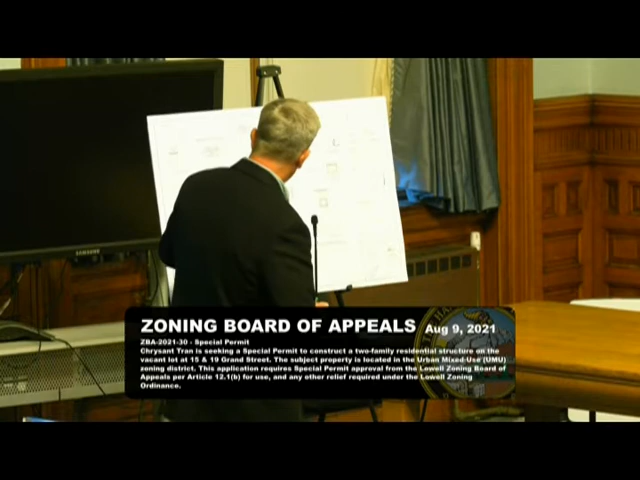 SAMSUNG
ZONING BOARD OF APPEALS Aug 9, 2021
ZBA-2021-30 - Special Permit
Chrysant Tran is seeking a Special Permit to construct a two-family residential structure on the
vacant lot at 15 & 19 Grand Street. The subject property is located in the Urban Mixed-Use (UMU)
zoning district. This application requires Special Permit approval from the Lowell Zoning Board of
Appeals per Article 12.1(b) for use, and any other relief required under the Lowell Zoning
Ordinance.